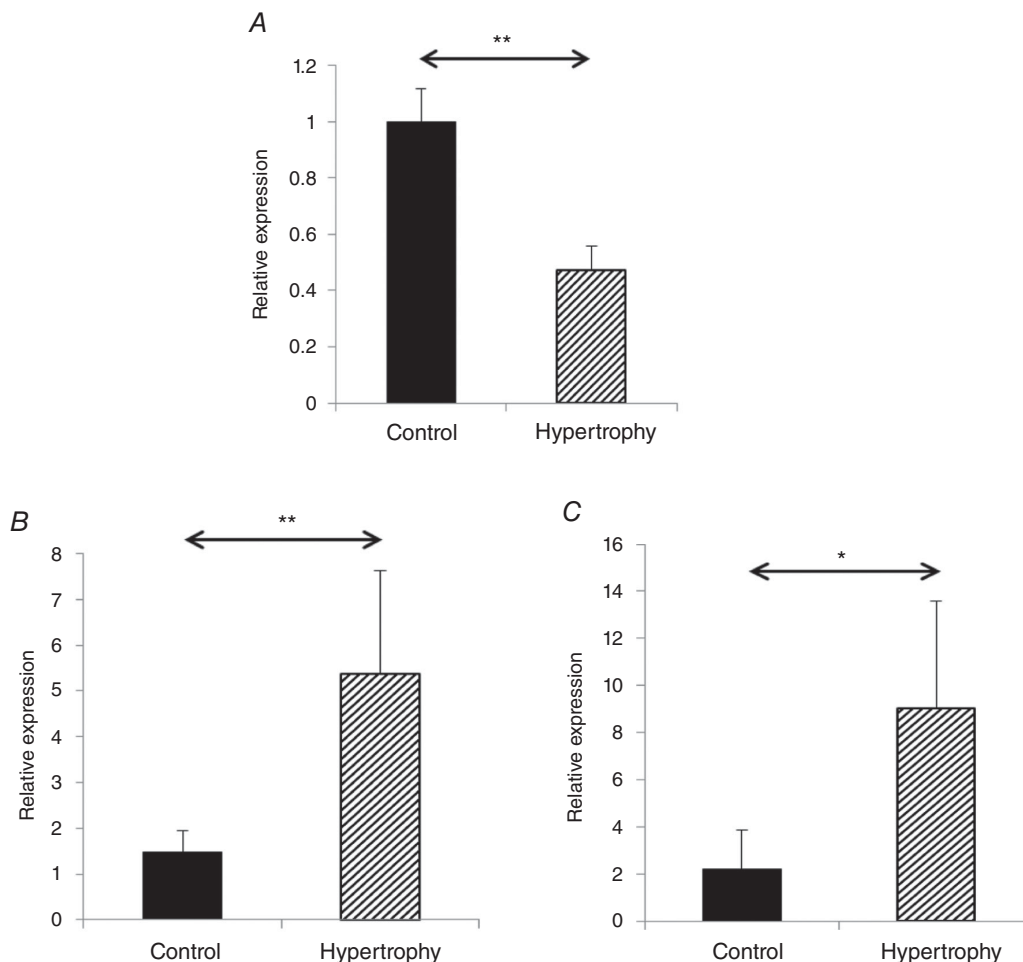 A
**
Relative expression
1.2
1
0.8
0.6
0.4
0.2
0
Control
Hypertrophy
B
**
Relative expression
8
7
6
5
4
3
2
1
0
Control
Hypertrophy
C
*
Relative expression
16
14
12
10
8
6
4
2
0
Control
Hypertrophy